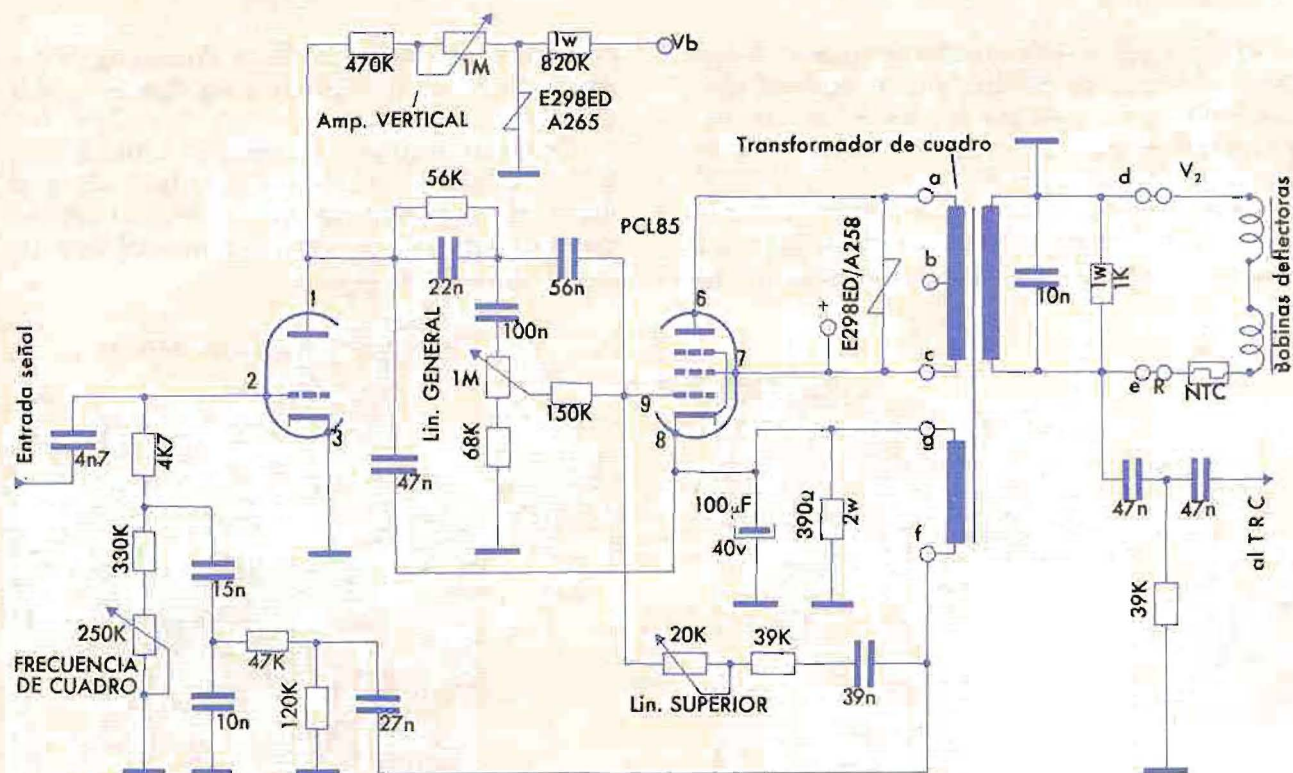 470K
1M
1w
820K
Vb
E298ED
A265
Amp. VERTICAL
Transformador de cuadro
56K
PCL85
22n
56n
100n
Lin. GENERAL
1M
150K
68K
47n
1
2
3
6
7
8
9
+
E298ED/A258
a
b
c
g
f
10n
1w
1K
d
V₂
e
R
NTC
Bobinas deflectoras
Entrada señal
4n7
4K7
330K
15n
250K
FRECUENCIA
DE CUADRO
10n
47K
120K
27n
100µF
40v
390Ω
2w
20K
39K
Lin. SUPERIOR
39n
47n
47n
al TRC
39K